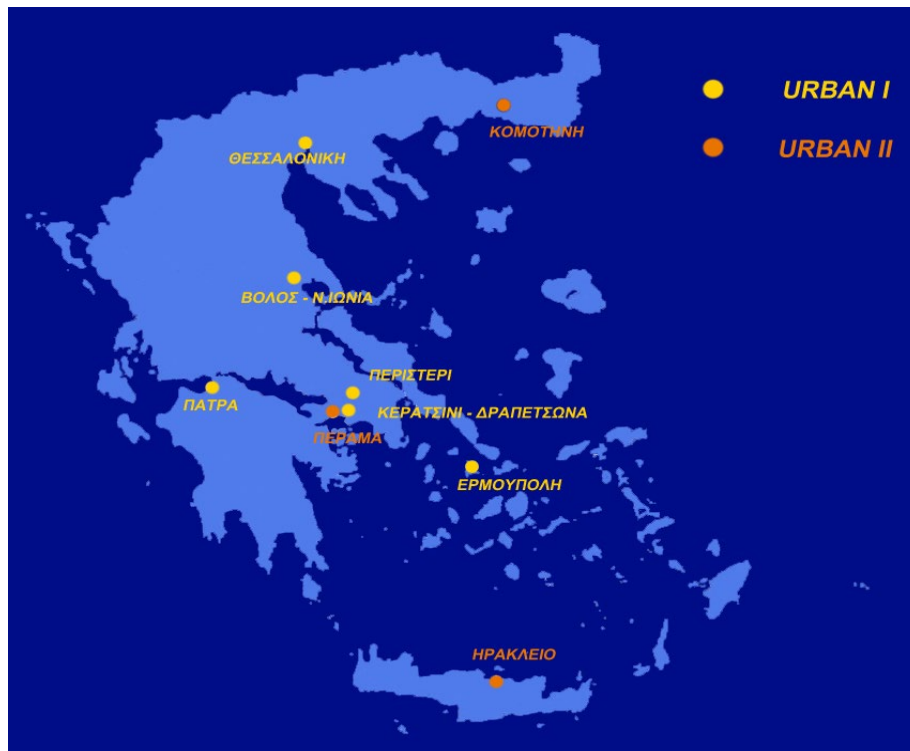 URBAN I
ΚΟΜΟΤΗΝΗ
URBAN II
ΘΕΣΣΑΛΟΝΙΚΗ
ΒΟΛΟΣ - Ν.ΙΩΝΙΑ
ΠΕΡΙΣΤΕΡΙ
ΠΑΤΡΑ
ΚΕΡΑΤΣΙΝΙ - ΔΡΑΠΕΤΣΩΝΑ
ΠΕΡΑΜΑ
ΕΡΜΟΥΠΟΛΗ
ΗΡΑΚΛΕΙΟ